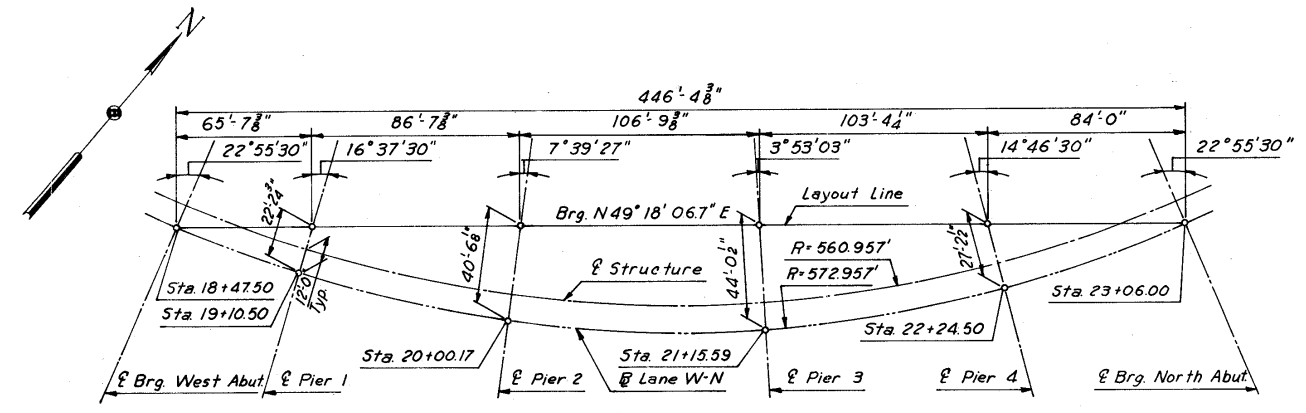 N
446'-4 3/8"
65'-7 7/8" 86'-7 3/8" 106'-9 3/8" 103'-4 1/4" 84'-0"
22°55'30" 16°37'30" 7°39'27" 3°53'03" 14°46'30" 22°55'30"
22'-2 3/4"
Brg. N 49° 18' 06.7" E
Layout Line
40'-6 1/8"
44'-0 1/2"
27'-2 1/2"
R=560.957'
R=572.957'
℄ Structure
12'-0"
Typ.
Sta. 18+47.50
Sta. 19+10.50
Sta. 23+06.00
Sta. 20+00.17
Sta. 21+15.59
Sta. 22+24.50
℄ Brg. West Abut.
℄ Pier 1
℄ Pier 2
Lane W-N
℄ Pier 3
℄ Pier 4
℄ Brg. North Abut.